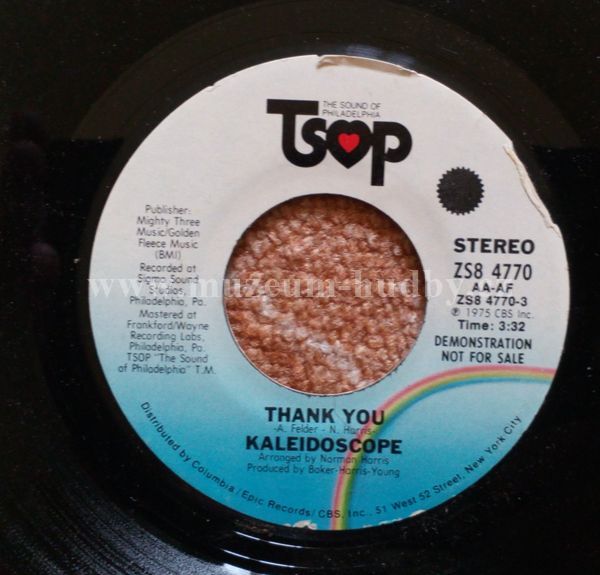 THE SOUND OF
PHILADELPHIA
TSOP
Publisher:
Mighty Three
Music/Golden
Fleece Music
(BMI)
Recorded at
Sigma Sound
Studios,
Philadelphia, Pa.
Mastered at
Frankford/Wayne
Recording Labs,
Philadelphia, Pa.
TSOP "The Sound
of Philadelphia" T.M.
STEREO
ZS8 4770
AA-AF
ZS8 4770-3
℗ 1975 CBS Inc.
Time: 3:32
DEMONSTRATION
NOT FOR SALE
www.muzeum-hudby
THANK YOU
-A. Felder - N. Harris-
KALEIDOSCOPE
Arranged by Norman Harris
Produced by Baker-Harris-Young
Distributed by Columbia/Epic Records/CBS, Inc., 51 West 52 Street, New York City